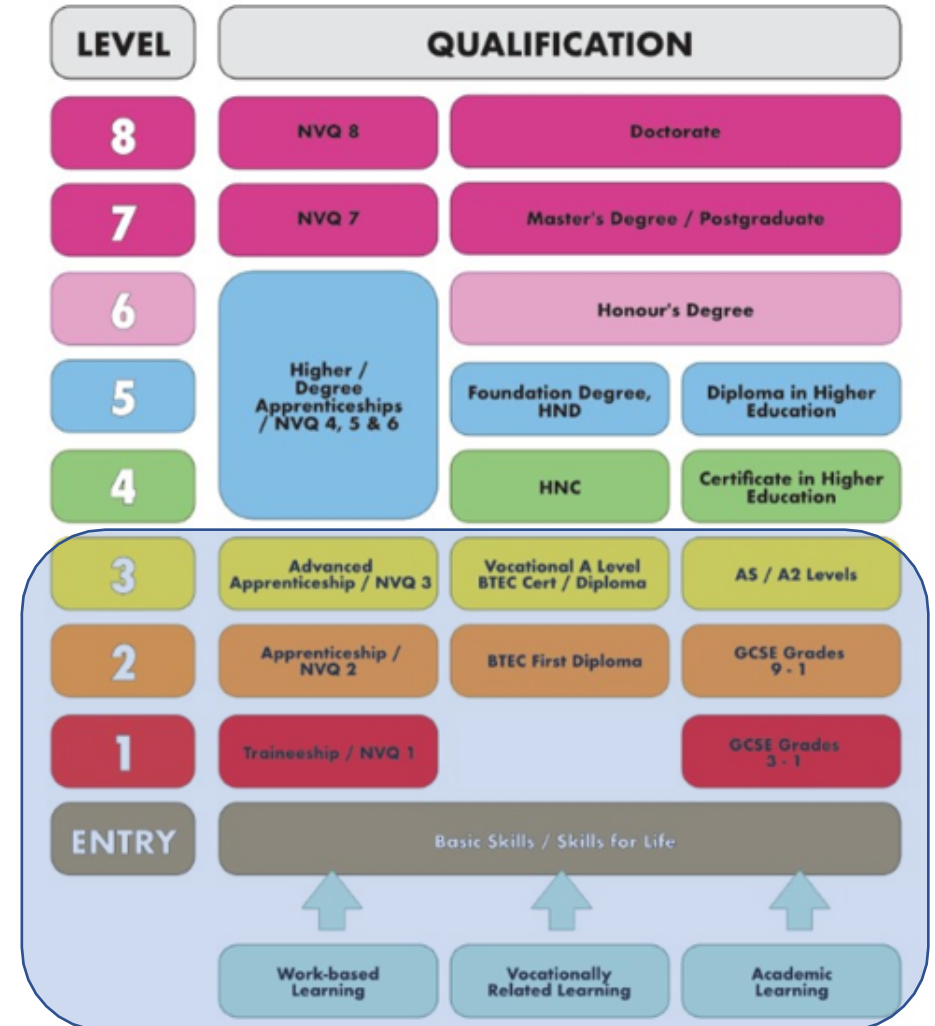 LEVEL
QUALIFICATION
8
NVQ 8
Doctorate
7
NVQ 7
Master's Degree / Postgraduate
6
Higher /
Degree
Apprenticeships
/ NVQ 4, 5 & 6
Honour's Degree
5
Foundation Degree,
HND
Diploma in Higher
Education
4
HNC
Certificate in Higher
Education
3
Advanced
Apprenticeship / NVQ 3
Vocational A Level
BTEC Cert / Diploma
AS / A2 Levels
2
Apprenticeship /
NVQ 2
BTEC First Diploma
GCSE Grades
9 - 1
1
Traineeship / NVQ 1
GCSE Grades
3 - 1
ENTRY
Basic Skills / Skills for Life
Work-based
Learning
Vocationally
Related Learning
Academic
Learning